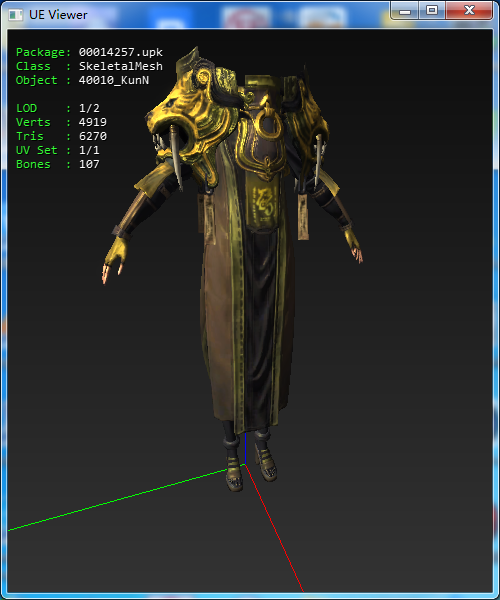 UE Viewer
Package: 00014257.upk
Class : SkeletalMesh
Object : 40010_KunN
LOD : 1/2
Verts : 4919
Tris : 6270
UV Set : 1/1
Bones : 107